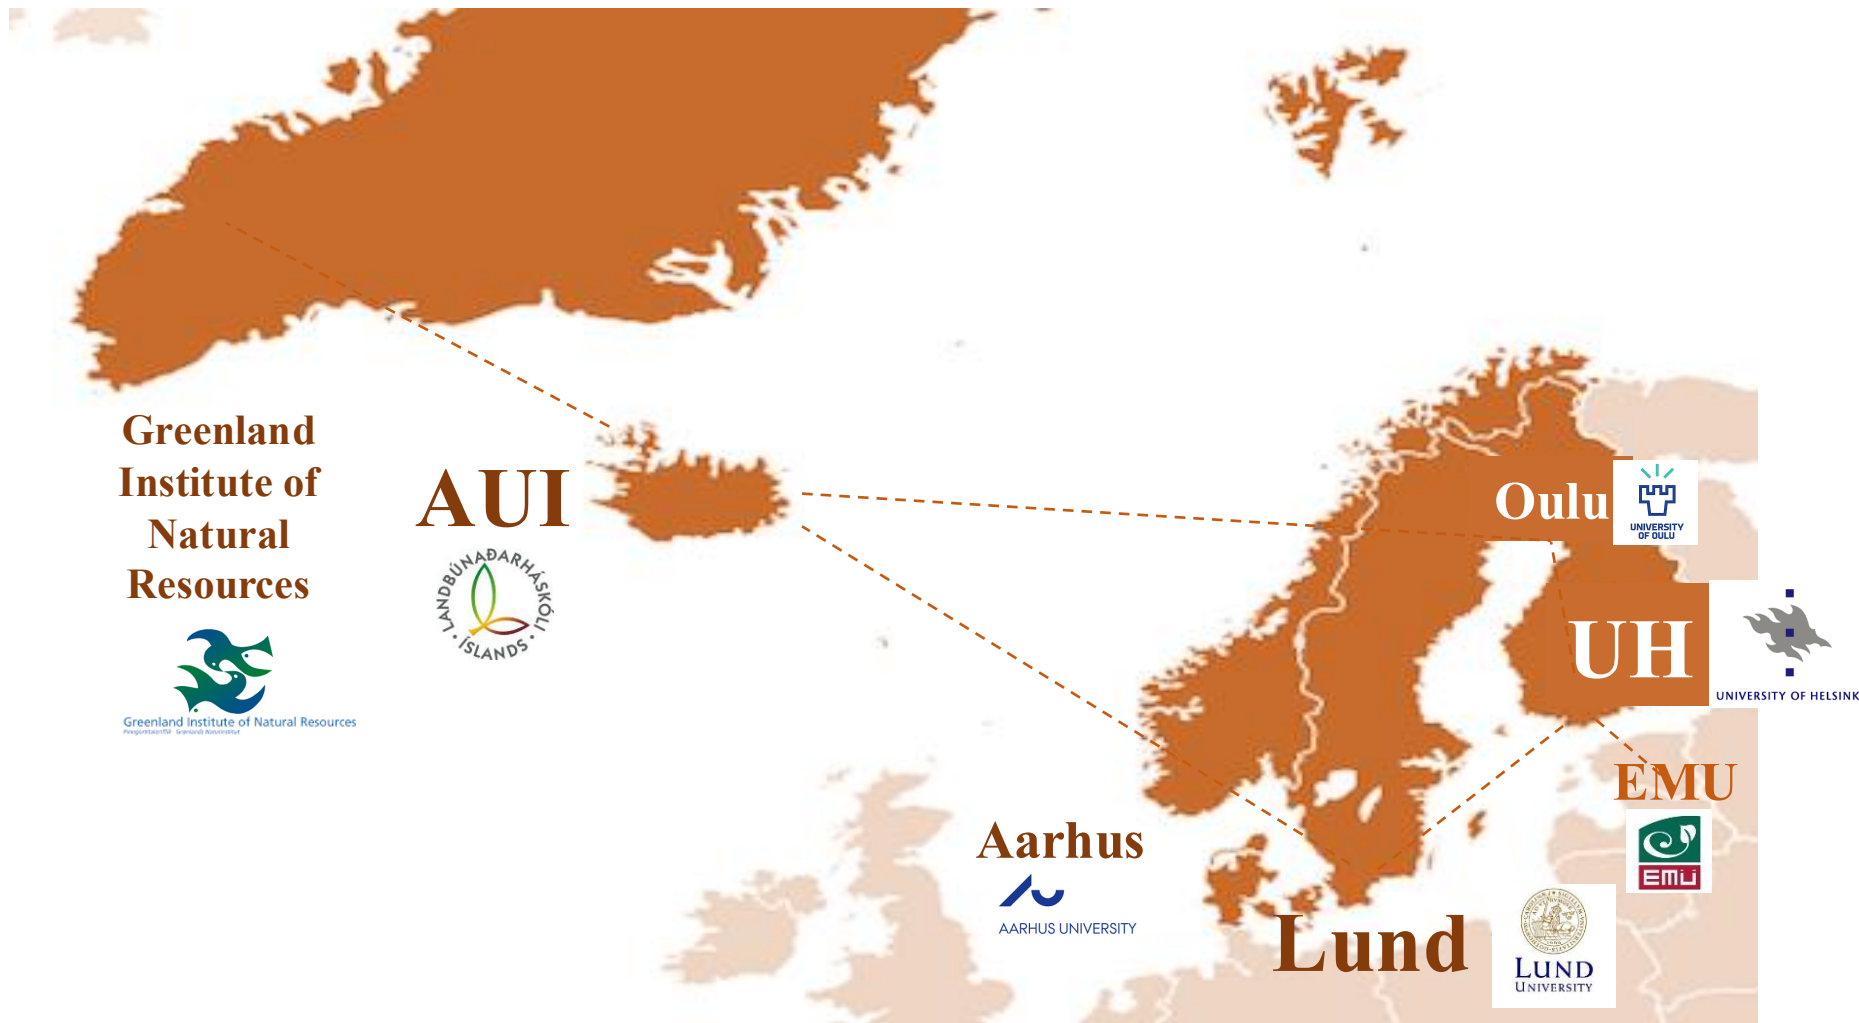 Greenland
Institute of
Natural
Resources
Greenland Institute of Natural Resources
AUI
LANDBÚNAÐARHÁSKÓLI
ÍSLANDS
Oulu
UNIVERSITY
OF OULU
UH
UNIVERSITY OF HELSINK
EMU
EMÜ
Aarhus
AARHUS UNIVERSITY
Lund
LUND
UNIVERSITY